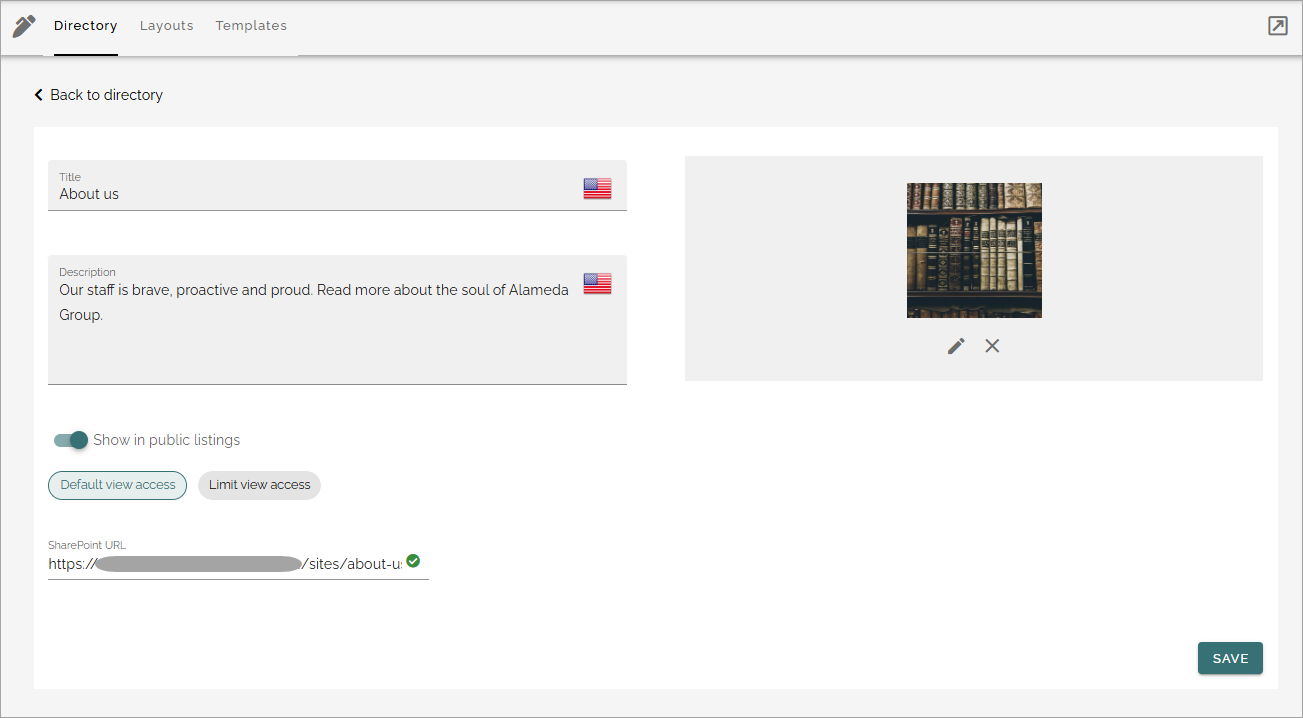 Directory Layouts Templates
Back to directory
Title
About us
Description
Our staff is brave, proactive and proud. Read more about the soul of Alameda
Group.
Show in public listings
Default view access Limit view access
SharePoint URL
https:// /sites/about-u
SAVE